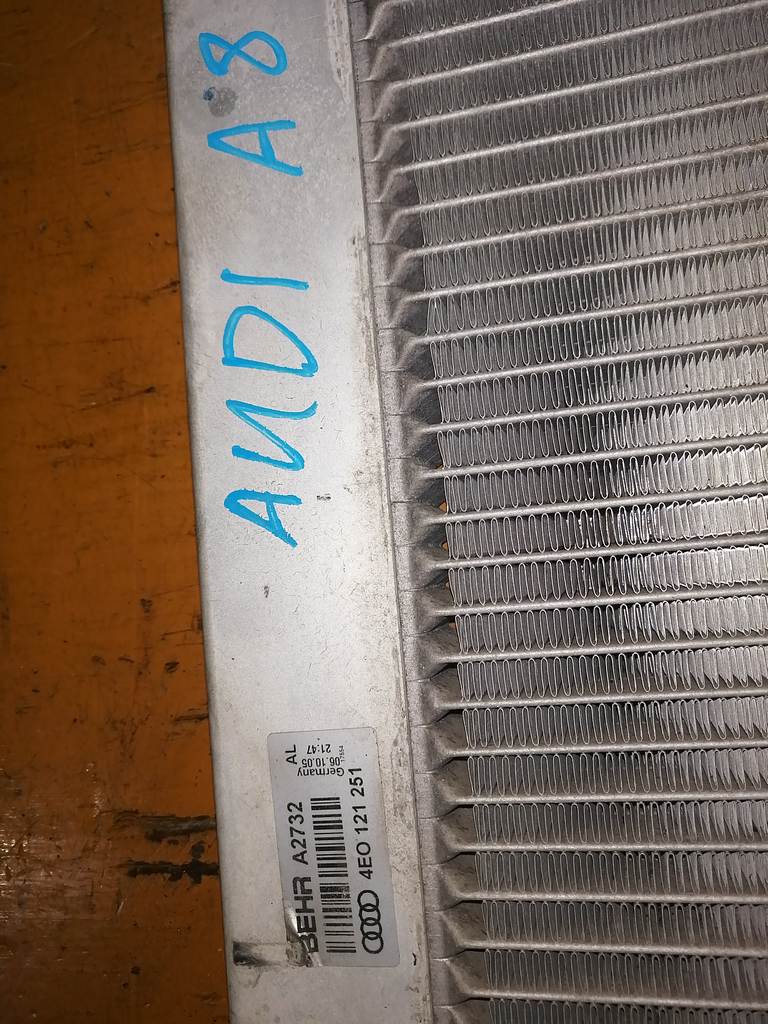 AUDI A8
BEHR A2732 AL
4E0 121 251
Germany
06.10.05
21:47